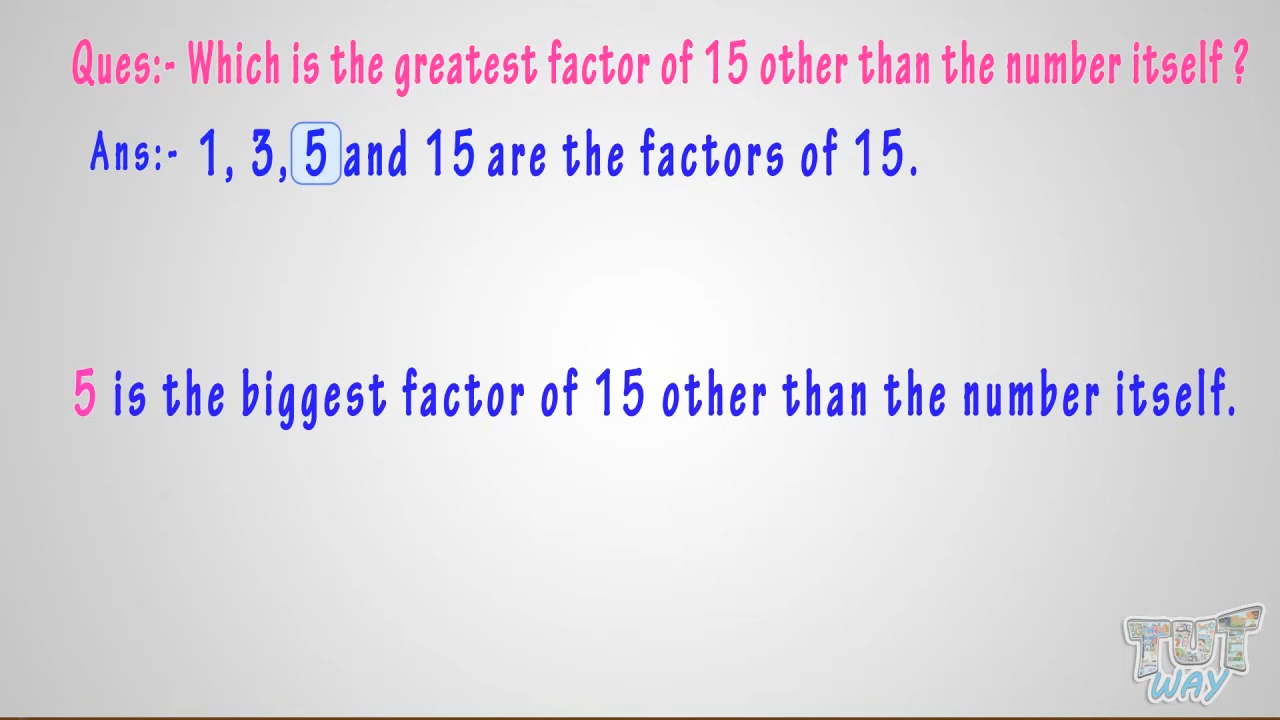 Ques:- Which is the greatest factor of 15 other than the number itself ?
Ans:- 1, 3, 5 and 15 are the factors of 15.
5 is the biggest factor of 15 other than the number itself.
TUT
WAY